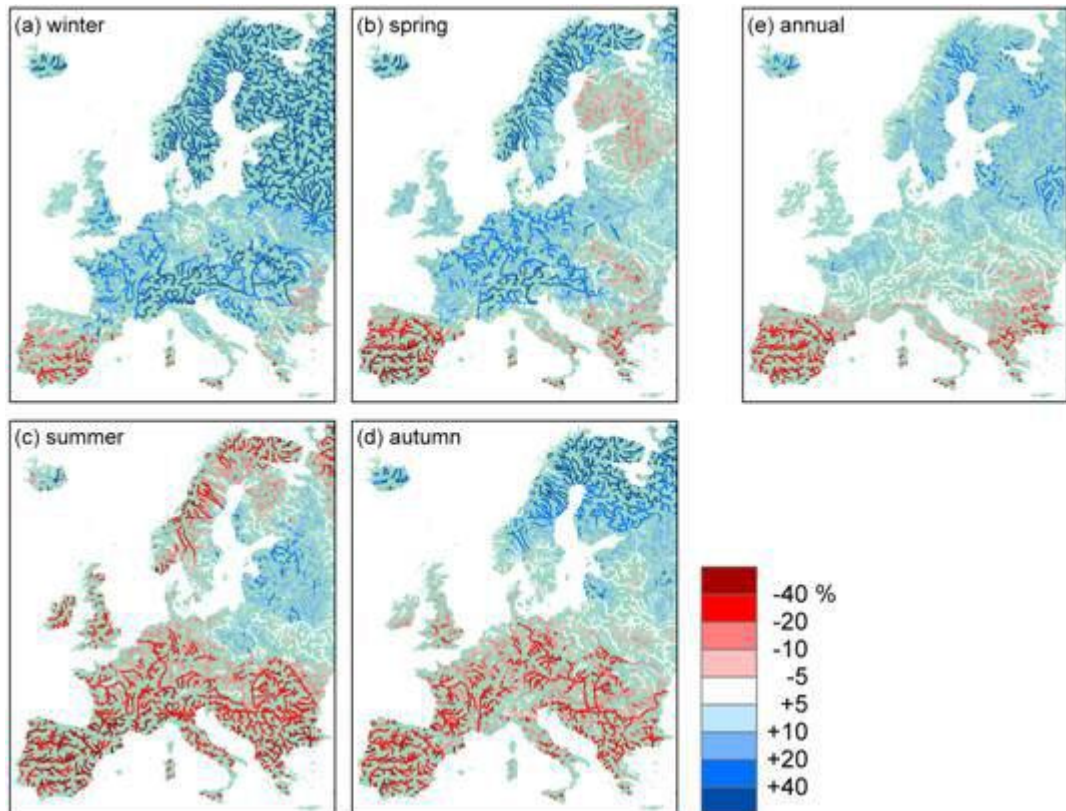 (a) winter
(b) spring
(e) annual
(c) summer
(d) autumn
-40 %
-20
-10
-5
+5
+10
+20
+40